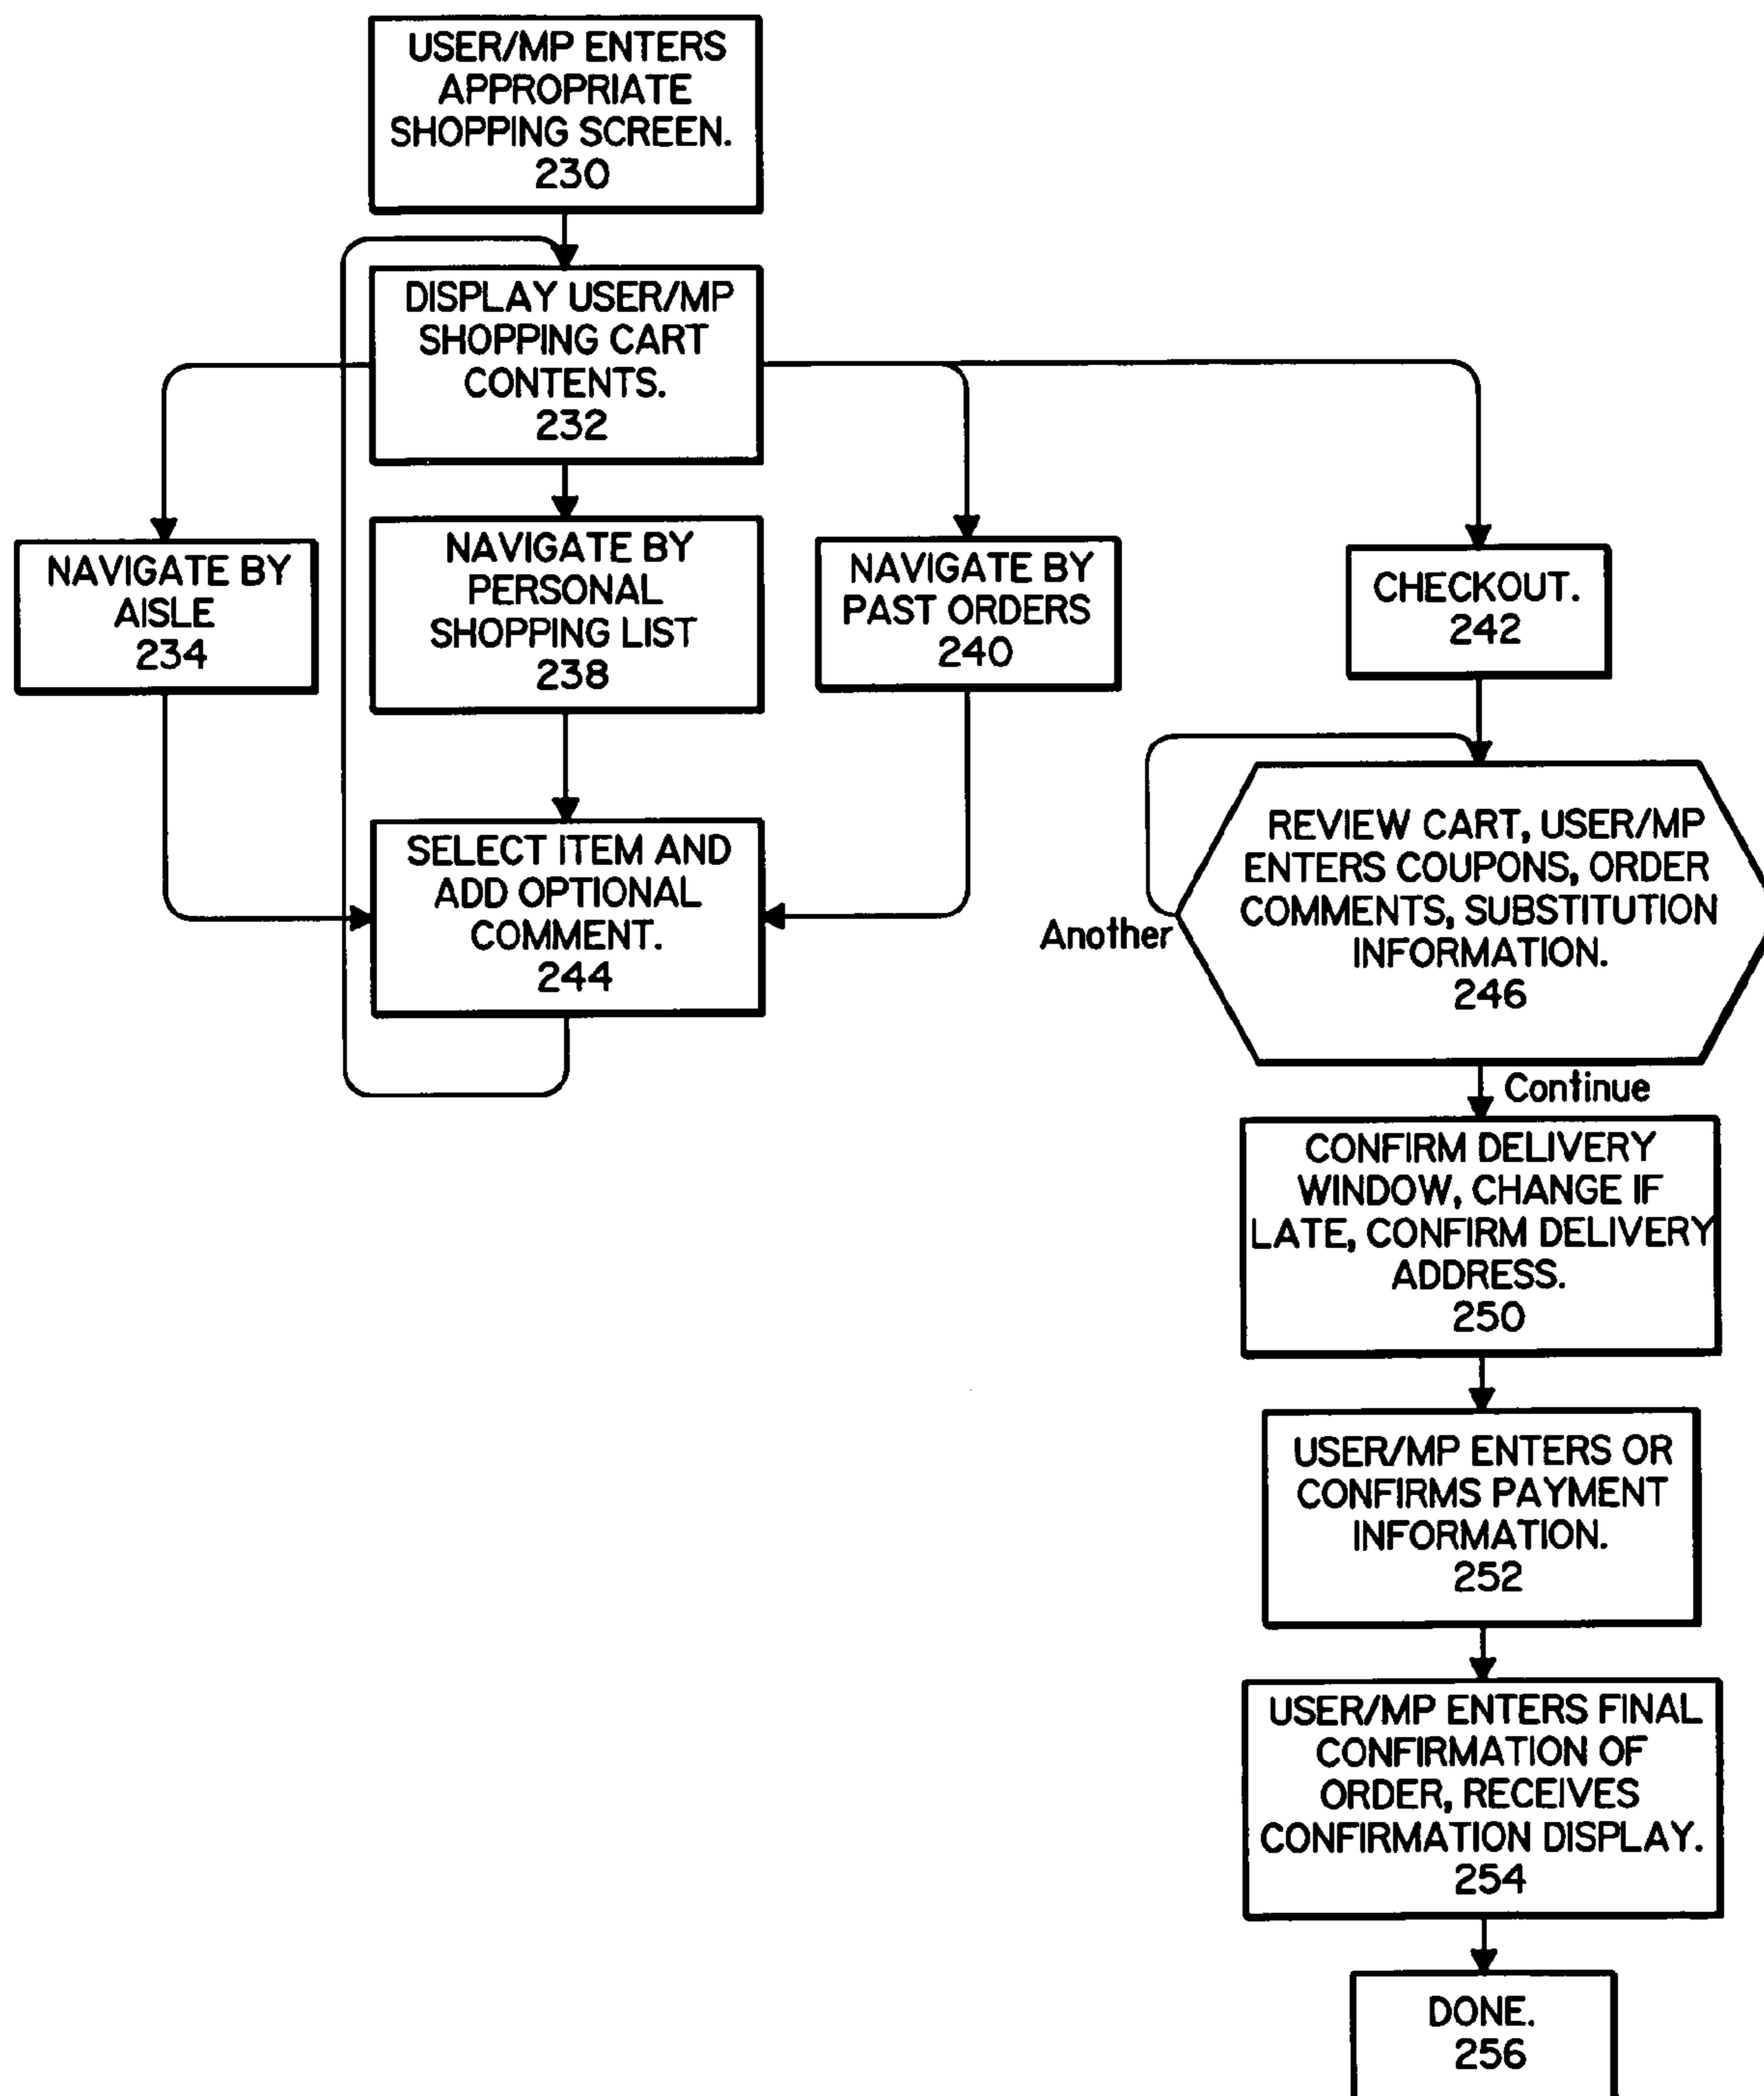 USER/MP ENTERS
APPROPRIATE
SHOPPING SCREEN.
230
DISPLAY USER/MP
SHOPPING CART
CONTENTS.
232
NAVIGATE BY
AISLE
234
NAVIGATE BY
PERSONAL
SHOPPING LIST
238
NAVIGATE BY
PAST ORDERS
240
CHECKOUT.
242
SELECT ITEM AND
ADD OPTIONAL
COMMENT.
244
REVIEW CART, USER/MP
ENTERS COUPONS, ORDER
COMMENTS, SUBSTITUTION
INFORMATION.
246
Another
Continue
CONFIRM DELIVERY
WINDOW, CHANGE IF
LATE, CONFIRM DELIVERY
ADDRESS.
250
USER/MP ENTERS OR
CONFIRMS PAYMENT
INFORMATION.
252
USER/MP ENTERS FINAL
CONFIRMATION OF
ORDER, RECEIVES
CONFIRMATION DISPLAY.
254
DONE.
256